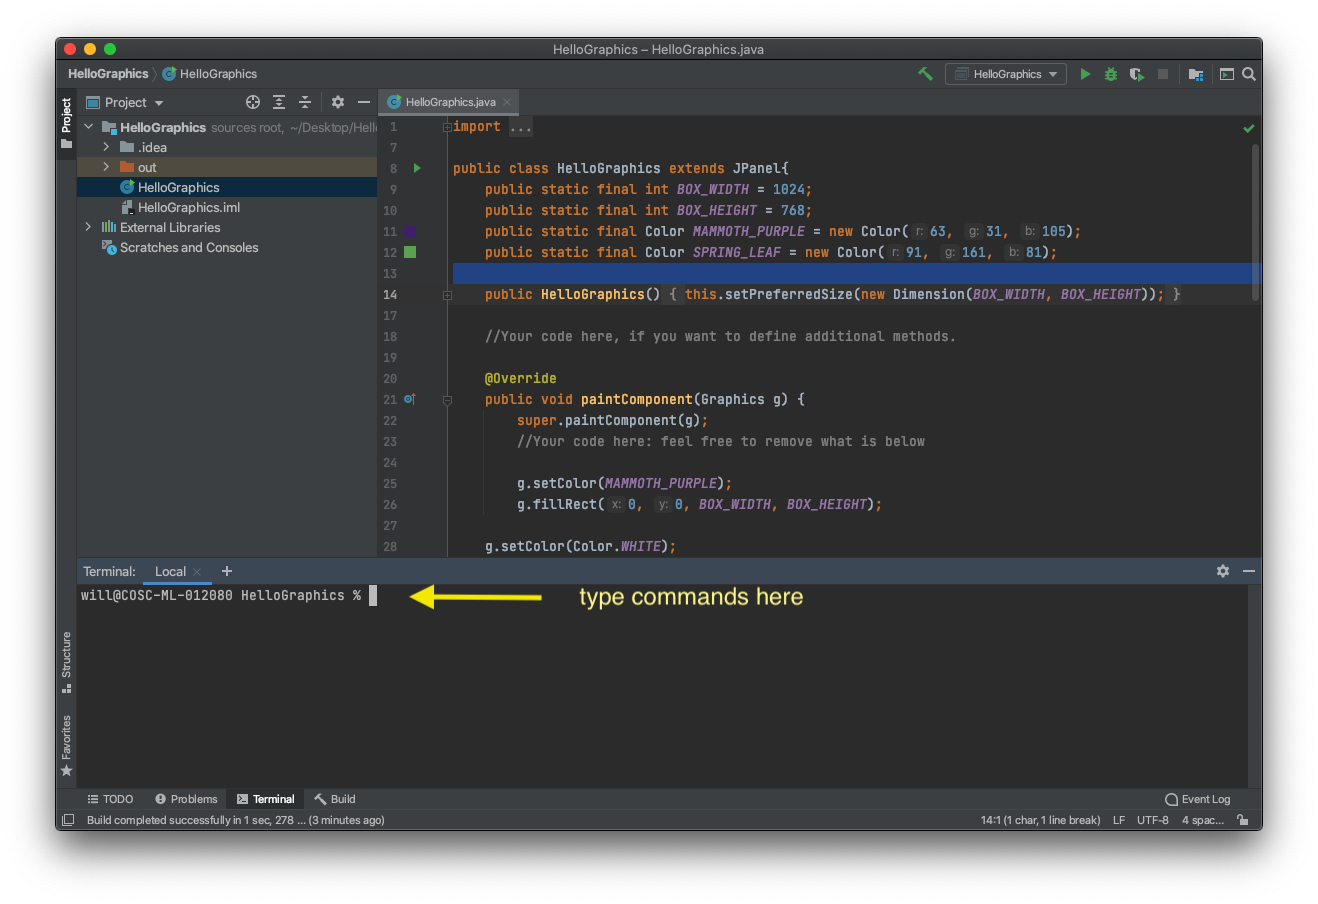 HelloGraphics – HelloGraphics.java
HelloGraphics HelloGraphics
HelloGraphics
Project
Project
HelloGraphics.java
HelloGraphics sources root, ~/Desktop/Hell
.idea
out
HelloGraphics
HelloGraphics.iml
External Libraries
Scratches and Consoles
1 import ...
7
8 public class HelloGraphics extends JPanel{
9 public static final int BOX_WIDTH = 1024;
10 public static final int BOX_HEIGHT = 768;
11 public static final Color MAMMOTH_PURPLE = new Color( r: 63, g: 31, b: 105);
12 public static final Color SPRING_LEAF = new Color( r: 91, g: 161, b: 81);
13
14 public HelloGraphics() { this.setPreferredSize(new Dimension(BOX_WIDTH, BOX_HEIGHT)); }
17
18 //Your code here, if you want to define additional methods.
19
20 @Override
21 public void paintComponent(Graphics g) {
22 super.paintComponent(g);
23 //Your code here: feel free to remove what is below
24
25 g.setColor(MAMMOTH_PURPLE);
26 g.fillRect( x: 0, y: 0, BOX_WIDTH, BOX_HEIGHT);
27
28 g.setColor(Color.WHITE);
Terminal: Local +
will@COSC-ML-012080 HelloGraphics %
type commands here
Structure
Favorites
TODO Problems Terminal Build Event Log
Build completed successfully in 1 sec, 278 ... (3 minutes ago) 14:1 (1 char, 1 line break) LF UTF-8 4 spac...